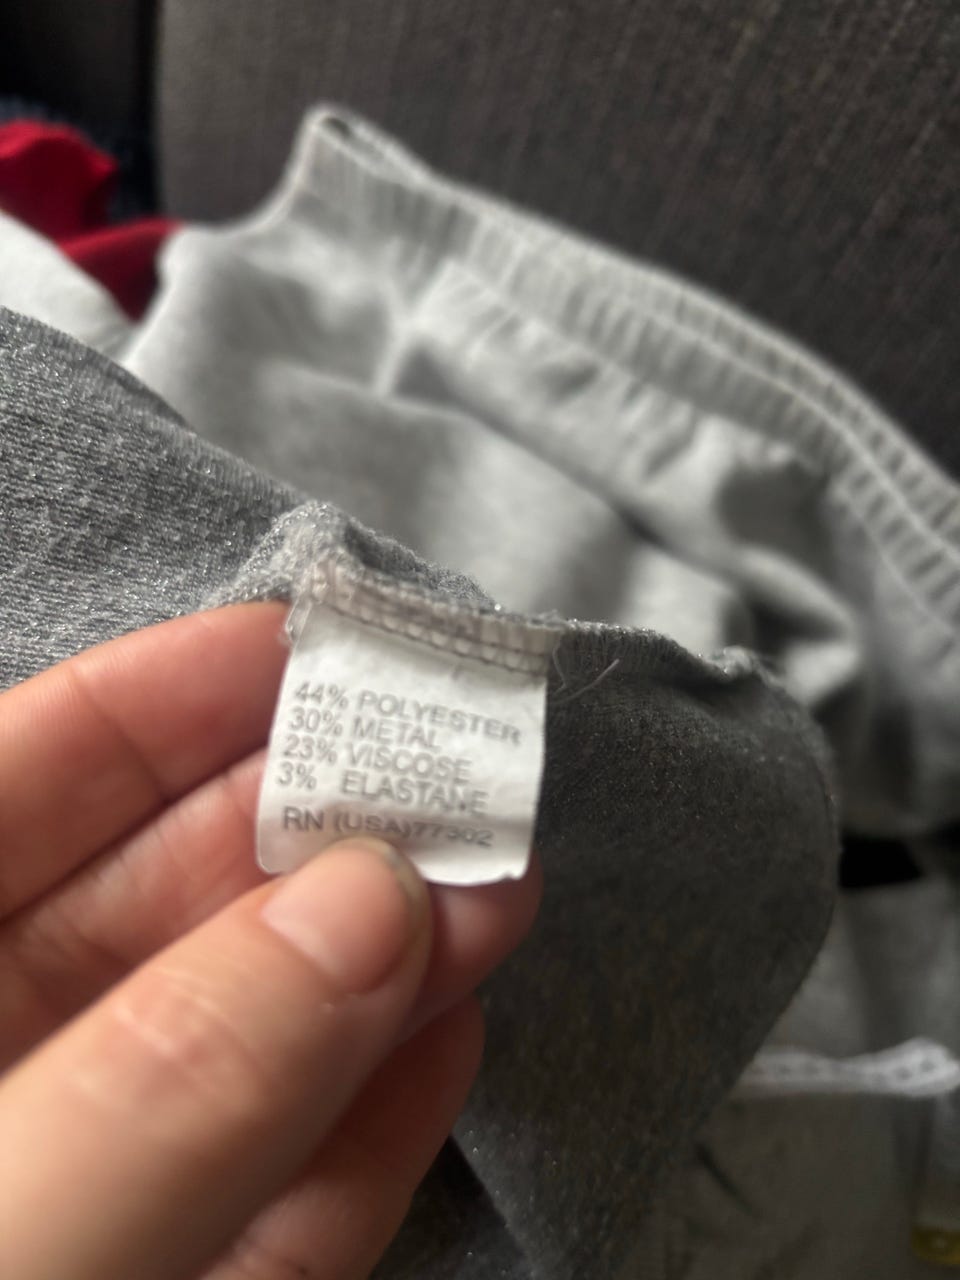 44% POLYESTER
30% METAL
23% VISCOSE
3% ELASTANE
RN (USA)77302